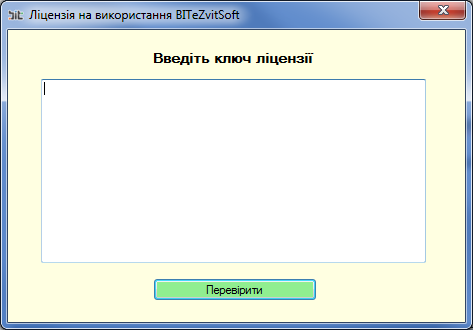 Ліцензія на використання BITeZvitSoft
Введіть ключ ліцензії
Перевірити